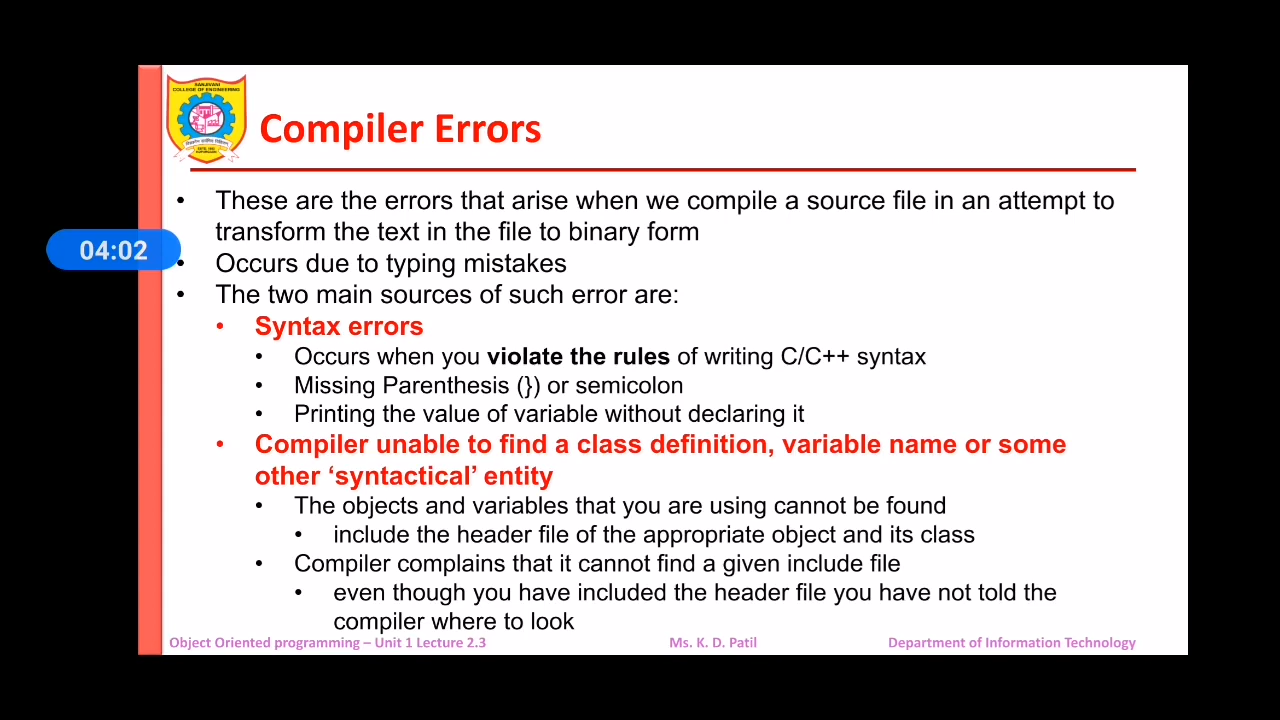 SANJIVANI
COLLEGE OF ENGINEERING
Compiler Errors
• These are the errors that arise when we compile a source file in an attempt to
transform the text in the file to binary form
04:02
• Occurs due to typing mistakes
• The two main sources of such error are:
• Syntax errors
• Occurs when you violate the rules of writing C/C++ syntax
• Missing Parenthesis (}) or semicolon
• Printing the value of variable without declaring it
• Compiler unable to find a class definition, variable name or some
other ‘syntactical’ entity
• The objects and variables that you are using cannot be found
• include the header file of the appropriate object and its class
• Compiler complains that it cannot find a given include file
• even though you have included the header file you have not told the
compiler where to look
Object Oriented programming – Unit 1 Lecture 2.3 Ms. K. D. Patil Department of Information Technology